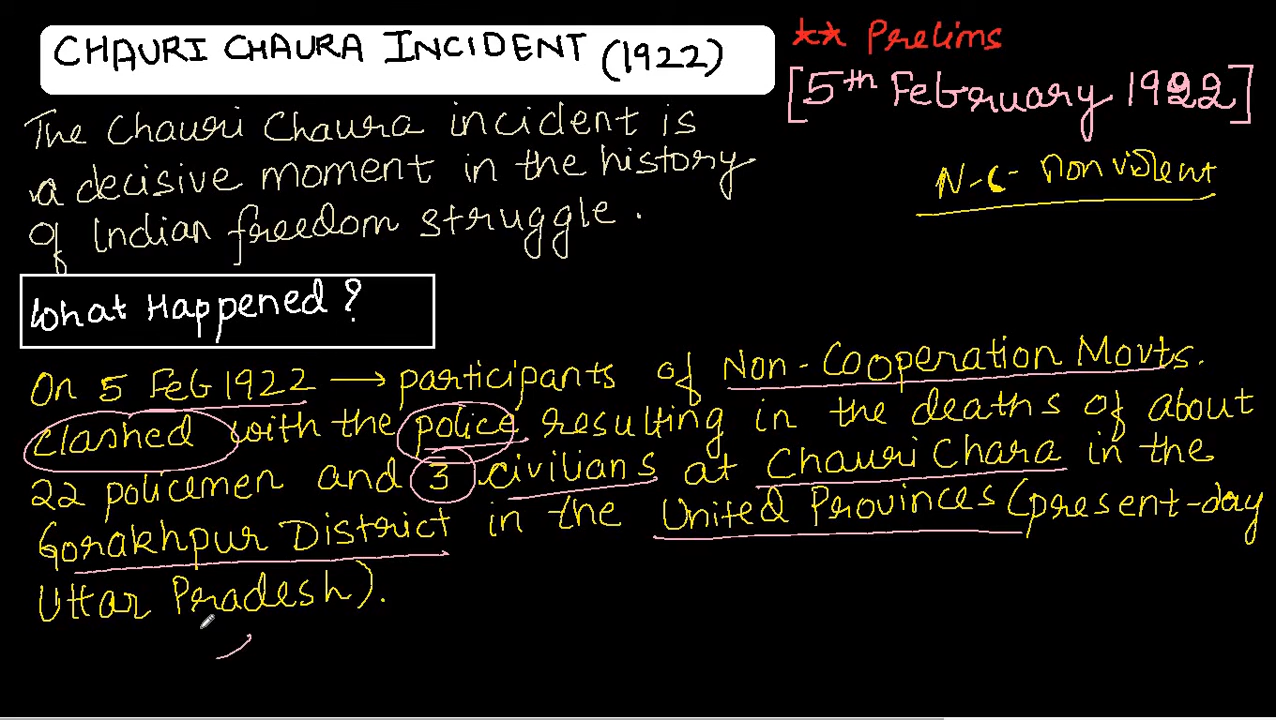 CHAURI CHAURA INCIDENT (1922)
** Prelims
[5th February 1922]
The Chauri Chaura incident is
a decisive moment in the history
of Indian freedom struggle.
N-C- Non violent
What Happened?
On 5 Feb 1922 → participants of Non-Cooperation Movts.
clashed with the police resulting in the deaths of about
22 policemen and 3 civilians at Chauri Chara in the
Gorakhpur District in the United Provinces (present-day
Uttar Pradesh).